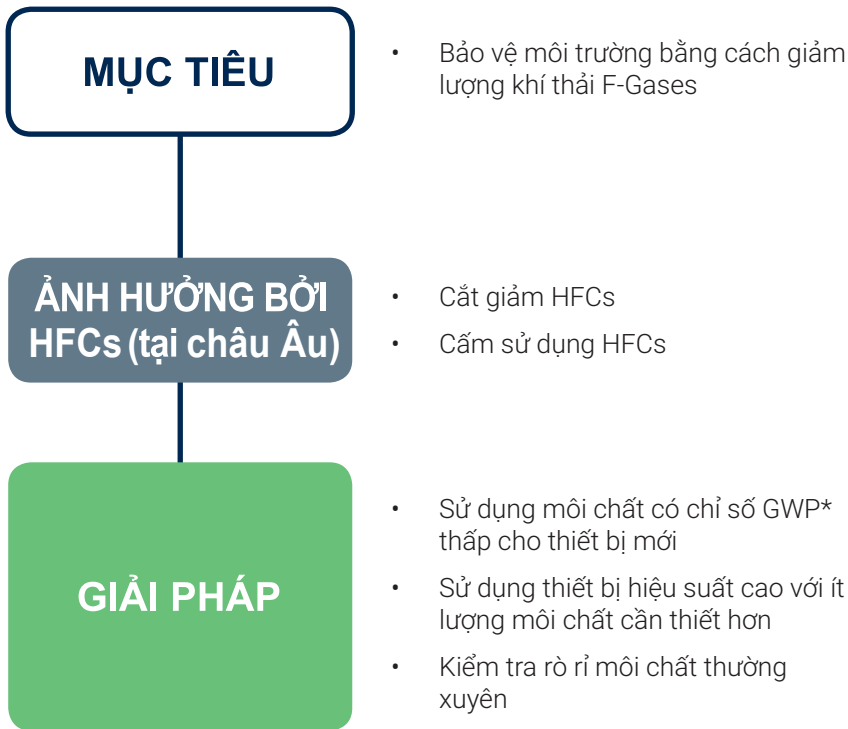 MỤC TIÊU
• Bảo vệ môi trường bằng cách giảm
lượng khí thải F-Gases
ẢNH HƯỞNG BỞI
HFCs (tại châu Âu)
• Cắt giảm HFCs
• Cấm sử dụng HFCs
GIẢI PHÁP
• Sử dụng môi chất có chỉ số GWP*
thấp cho thiết bị mới
• Sử dụng thiết bị hiệu suất cao với ít
lượng môi chất cần thiết hơn
• Kiểm tra rò rỉ môi chất thường
xuyên